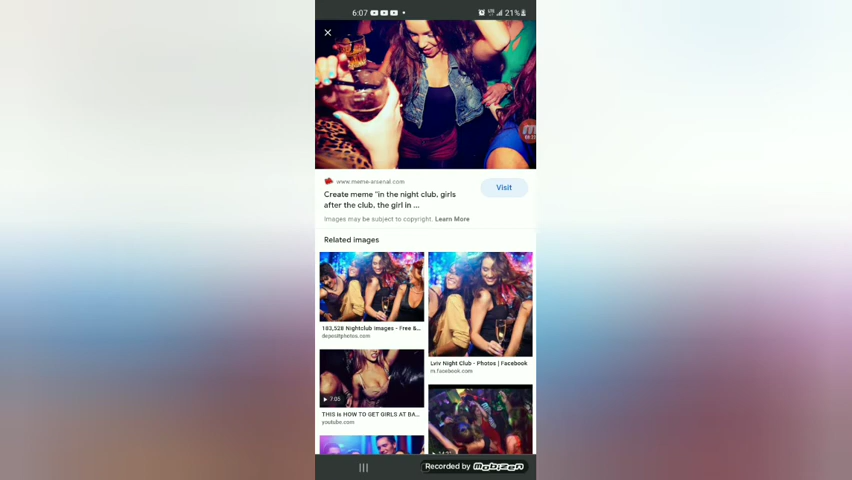 6:07
21%
www.meme-arsenal.com
Create meme "in the night club, girls
after the club, the girl in ...
Visit
Images may be subject to copyright. Learn More
Related images
183,528 Nightclub Images - Free &...
depositphotos.com
Lviv Night Club - Photos | Facebook
m.facebook.com
7:06
THIS is HOW TO GET GIRLS AT BA...
youtube.com
Recorded by mobizen